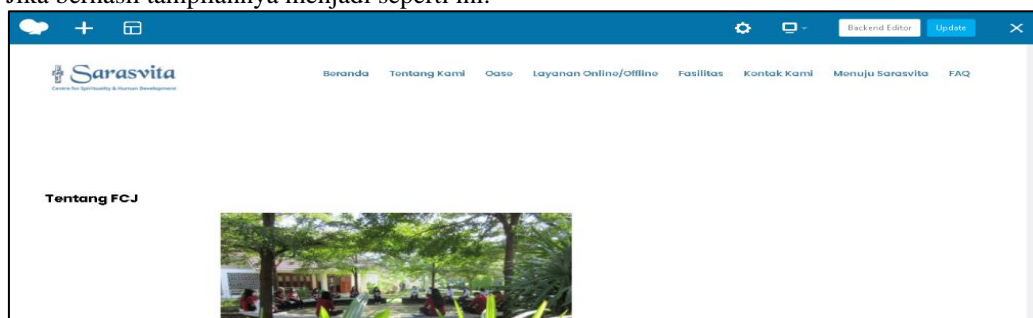 Jika berhasil tampilannya menjadi seperti ini:
Backend Editor Update
Sarasvita
Centre for Spirituality & Human Development
Beranda Tentang Kami Oase Layanan Online/Offline Fasilitas Kontak Kami Menuju Sarasvita FAQ
Tentang FCJ